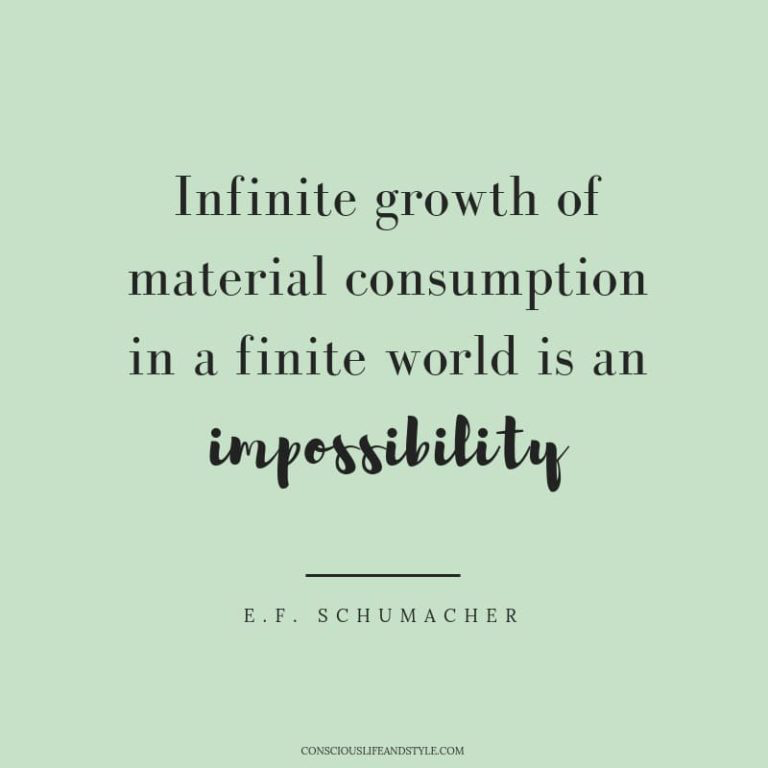 Infinite growth of
material consumption
in a finite world is an
impossibility
E.F. SCHUMACHER
CONSCIOUSLIFEANDSTYLE.COM